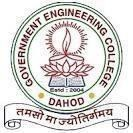 GOVERNMENT ENGINEERING COLLEGE
Estd : 2004
DAHOD
तमसो मा ज्योतिर्गमय